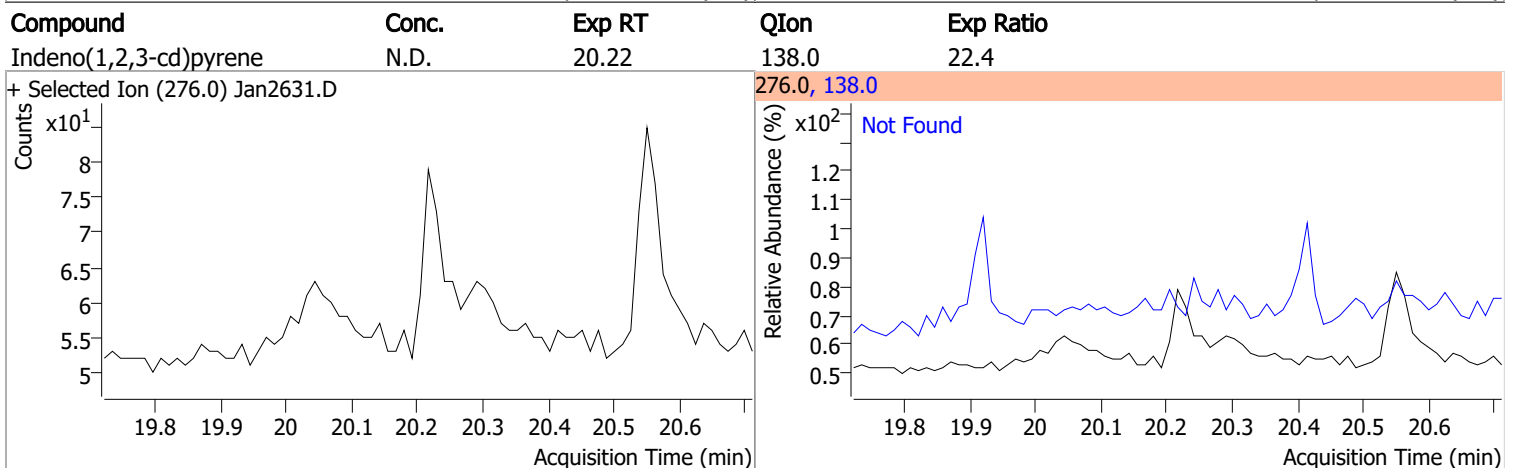 Compound Conc. Exp RT QIon Exp Ratio
Indeno(1,2,3-cd)pyrene N.D. 20.22 138.0 22.4
+ Selected Ion (276.0) Jan2631.D
Counts
x10¹
8
7.5
7
6.5
6
5.5
5
19.8 19.9 20 20.1 20.2 20.3 20.4 20.5 20.6
Acquisition Time (min)
276.0, 138.0
Relative Abundance (%)
x10²
Not Found
1.2
1.1
1
0.9
0.8
0.7
0.6
0.5
19.8 19.9 20 20.1 20.2 20.3 20.4 20.5 20.6
Acquisition Time (min)